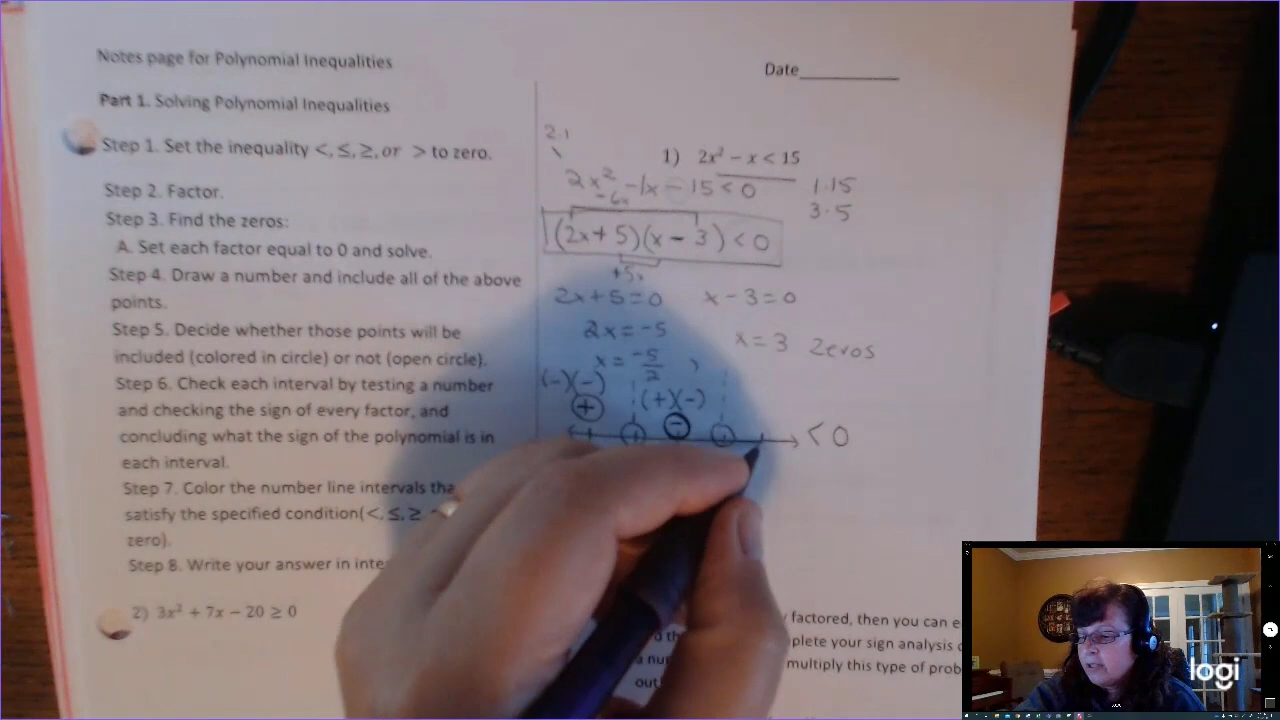 Notes page for Polynomial Inequalities
Date
Part 1. Solving Polynomial Inequalities
Step 1. Set the inequality <, ≤, ≥, or > to zero.
Step 2. Factor.
Step 3. Find the zeros:
A. Set each factor equal to 0 and solve.
Step 4. Draw a number and include all of the above
points.
Step 5. Decide whether those points will be
included (colored in circle) or not (open circle).
Step 6. Check each interval by testing a number
and checking the sign of every factor, and
concluding what the sign of the polynomial is in
each interval.
Step 7. Color the number line intervals
satisfy the specified condition(<, ≤, ≥
zero).
Step 8. Write your answer in
2) 3x² + 7x − 20 ≥ 0
2·1
1) 2x² − x < 15
2x² −1x − 15 < 0
1·15
−6x
3·5
(2x + 5)(x − 3) < 0
+5x
2x+5=0 x−3=0
2x = −5
x = 3 Zeros
x = −5/2 ,
(−)(−)
(+)(−)
+ −
< 0
factored, then you can
your sign analysis
multiply this type of
logi